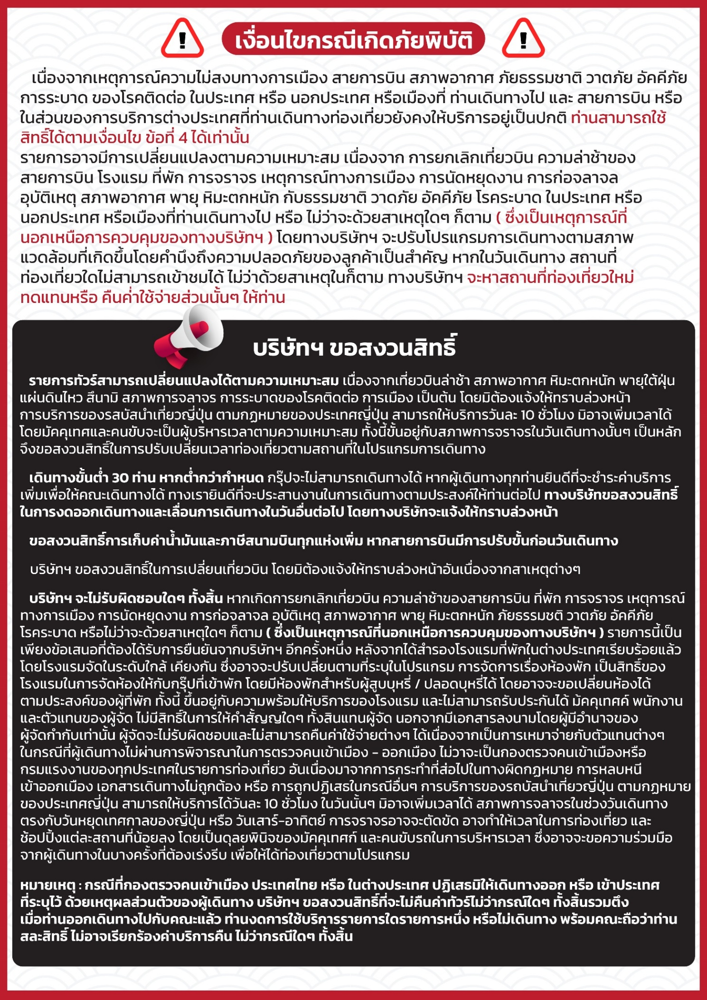 เงื่อนไขกรณีเกิดภัยพิบัติ
เนื่องจากเหตุการณ์ความไม่สงบทางการเมือง สายการบิน สภาพอากาศ ภัยธรรมชาติ วาตภัย อัคคีภัย
การระบาด ของโรคติดต่อ ในประเทศ หรือ นอกประเทศ หรือเมืองที่ ท่านเดินทางไป และ สายการบิน หรือ
ในส่วนของการบริการต่างประเทศที่ท่านเดินทางท่องเที่ยวยังคงให้บริการอยู่เป็นปกติ ท่านสามารถใช้
สิทธิ์ได้ตามเงื่อนไข ข้อที่ 4 ได้เท่านั้น
รายการอาจมีการเปลี่ยนแปลงตามความเหมาะสม เนื่องจาก การยกเลิกเที่ยวบิน ความล่าช้าของ
สายการบิน โรงแรม ที่พัก การจราจร เหตุการณ์ทางการเมือง การนัดหยุดงาน การก่อจลาจล
อุบัติเหตุ สภาพอากาศ พายุ หิมะตกหนัก กับธรรมชาติ วาดภัย อัคคีภัย โรคระบาด ในประเทศ หรือ
นอกประเทศ หรือเมืองที่ท่านเดินทางไป หรือ ไม่ว่าจะด้วยสาเหตุใดๆ ก็ตาม ( ซึ่งเป็นเหตุการณ์ที่
นอกเหนือการควบคุมของทางบริษัทฯ ) โดยทางบริษัทฯ จะปรับโปรแกรมการเดินทางตามสภาพ
แวดล้อมที่เกิดขึ้นโดยคำนึงถึงความปลอดภัยของลูกค้าเป็นสำคัญ หากในวันเดินทาง สถานที่
ท่องเที่ยวใดไม่สามารถเข้าชมได้ ไม่ว่าด้วยสาเหตุในก็ตาม ทางบริษัทฯ จะหาสถานที่ท่องเที่ยวใหม่
ทดแทนหรือ คืนค่ำใช้จ่ายส่วนนั้นๆ ให้ท่าน
บริษัทฯ ขอสงวนสิทธิ์
รายการทัวร์สามารถเปลี่ยนแปลงได้ตามความเหมาะสม เนื่องจากเที่ยวบินล่าช้า สภาพอากาศ หิมะตกหนัก พายุใต้ฝุ่น
แผ่นดินไหว สึนามิ สภาพการจลาจร การระบาดของโรคติดต่อ การเมือง เป็นต้น โดยมิต้องแจ้งให้ทราบล่วงหน้า
การบริการของรสบัสนำเที่ยวญี่ปุ่น ตามกฎหมายของประเทศญี่ปุ่น สามารถให้บริการวันละ 10 ชั่วโมง มิอาจเพิ่มเวลาได้
โดยมัคคุเทศและคนขับจะเป็นผู้บริหารเวลาตามความเหมาะสม ทั้งนี้ขั้นอยู่กับสภาพการจราจรในวันเดินทางนั้นๆ เป็นหลัก
จึงขอสงวนสิทธิ์ในการปรับเปลี่ยนเวลาท่องเที่ยวตามสถานที่ในโปรแกรมการเดินทาง
เดินทางขั้นต่ำ 30 ท่าน หากต่ำกว่ากำหนด กรุ๊ปจะไม่สามารถเดินทางได้ หากผู้เดินทางทุกท่านยินดีที่จะชำระค่าบริการ
เพิ่มเพื่อให้คณะเดินทางได้ ทางเรายินดีที่จะประสานงานในการเดินทางตามประสงค์ให้ท่านต่อไป ทางบริษัทขอสงวนสิทธิ์
ในการงดออกเดินทางและเลื่อนการเดินทางในวันอื่นต่อไป โดยทางบริษัทจะแจ้งให้ทราบล่วงหน้า
ขอสงวนสิทธิ์การเก็บค่าน้ำมันและภาษีสนามบินทุกแห่งเพิ่ม หากสายการบินมีการปรับขั้นก่อนวันเดินทาง
บริษัทฯ ขอสงวนสิทธิ์ในการเปลี่ยนเที่ยวบิน โดยมิต้องแจ้งให้ทราบล่วงหน้าอันเนื่องจากสาเหตุต่างๆ
บริษัทฯ จะไม่รับผิดชอบใดๆ ทั้งสิ้น หากเกิดการยกเลิกเที่ยวบิน ความล่าช้าของสายการบิน ที่พัก การจราจร เหตุการณ์
ทางการเมือง การนัดหยุดงาน การก่อจลาจล อุบัติเหตุ สภาพอากาศ พายุ หิมะตกหนัก ภัยธรรมชติ วาตภัย อัคคีภัย
โรคระบาด หรือไม่ว่าจะด้วยสาเหตุใดๆ ก็ตาม ( ซึ่งเป็นเหตุการณ์ที่นอกเหนือการควบคุมของทางบริษัทฯ ) รายการนี้เป็น
เพียงข้อเสนอที่ต้องได้รับการยืนยันจากบริษัทฯ อีกครั้งหนึ่ง หลังจากได้สำรองโรงแรมที่พักในต่างประเทศเรียบร้อยแล้ว
โดยโรงแรมจัดในระดับใกล้ เคียงกัน ซึ่งอาจจะปรับเปลี่ยนตามที่ระบุในโปรแกรม การจัดการเรื่องห้องพัก เป็นสิทธิ์ของ
โรงแรมในการจัดห้องให้กับกรุ๊ปที่เข้าพัก โดยมีห้องพักสำหรับผู้สูบบุหรี่ / ปลอดบุหรี่ได้ โดยอาจจะขอเปลี่ยนห้องได้
ตามประสงค์ของผู้ที่พัก ทั้งนี้ ขึ้นอยู่กับความพร้อมให้บริการของโรงแรม และไม่สามารถรับประกันได้ มัคคุเทศค์ พนักงาน
และตัวแทนของผู้จัด ไม่มีสิทธิ์ในการให้คำสั้ญญใดๆ ทั้งสินแทนผู้จัด นอกจากมีเอกสารลงนามโดยผู้มีอำนาจของ
ผู้จัดกำกับเท่านั้น ผู้จัดจะไม่รับผิดชอบและไม่สามารถคืนค่าใช้จ่ายต่างๆ ได้เนื่องจากเป็นการเหมาจ่ายกับตัวแทนต่างๆ
ในกรณีที่ผู้เดินทางไม่ผ่านการพิจารณาในการตรวจคนเข้าเมือง – ออกเมือง ไม่วาจะเป็นกองตรวจคนเข้าเมืองหรือ
กรมแรงงานของทุกประเทศในรายการท่องเที่ยว อันเนื่องมาจากการกระทำที่ส่อไปในทางผิดกฎหมาย การหลบหนี
เข้าออกเมือง เอกสารเดินทางไม่ถูกต้อง หรือ การถูกปฏิเสธในกรณีอื่นๆ การบริการของรถบัสนำเที่ยวญี่ปุ่น ตามกฎหมาย
ของประเทศญี่ปุ่น สามารถให้บริการได้วันละ 10 ชั่วโมง ในวันนั้นๆ มิอาจเพิ่มเวลาได้ สภาพการจลาจรในช่วงวันเดินทาง
ตรงกับวันหยุดเทศกาลของญี่ปุ่น หรือ วันเสาร์-อาทิตย์ การจราจรอาจจะตัดขัด อาจทำให้เวลาในการท่องเที่ยว และ
ช้อปปิ้งแต่ละสถานที่น้อยลง โดยเป็นดุลยพินิจของมัคคุเทศก์ และคนขับรถในการบริหารเวลา ซึ่งอาจจะขอความร่วมมือ
จากผู้เดินทางในบางครั้งที่ต้องเร่งรีบ เพื่อให้ได้ท่องเที่ยวตามโปรแกรม
หมายเหตุ : กรณีที่กองตรวจคนเข้าเมือง ประเทศไทย หรือ ในต่างประเทศ ปฏิเสธมิให้เดินทางออก หรือ เข้าประเทศ
ที่ระบุไว้ ด้วยเหตุผลส่วนตัวของผู้เดินทาง บริษัทฯ ขอสงวนสิทธิ์ที่จะไม่คืนค่าทัวร์ไม่ว่ากรณ์ใดๆ ทั้งสิ้นรวมตึง
เมื่อท่านออกเดินทางไปกับคณะแล้ว ท่านงดการใช้บริการรายการใดรายการหนึ่ง หรือไม่เดินทาง พร้อมคณะถือว่าท่าน
สละสิทธิ์ ไม่อาจเรียกร้องค่าบริการคืน ไม่ว่ากรณีใดๆ ทั้งสิ้น